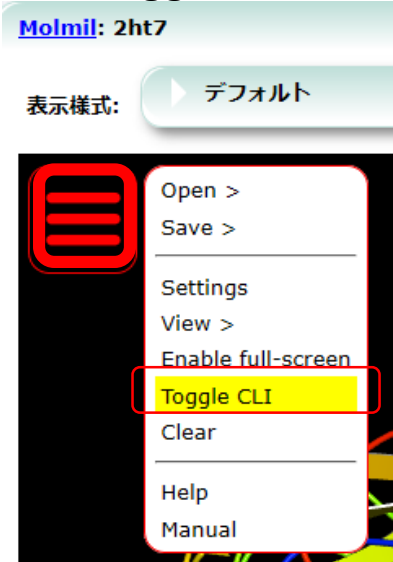 Molmil: 2ht7
表示様式:
デフォルト
Open >
Save >
Settings
View >
Enable full-screen
Toggle CLI
Clear
Help
Manual